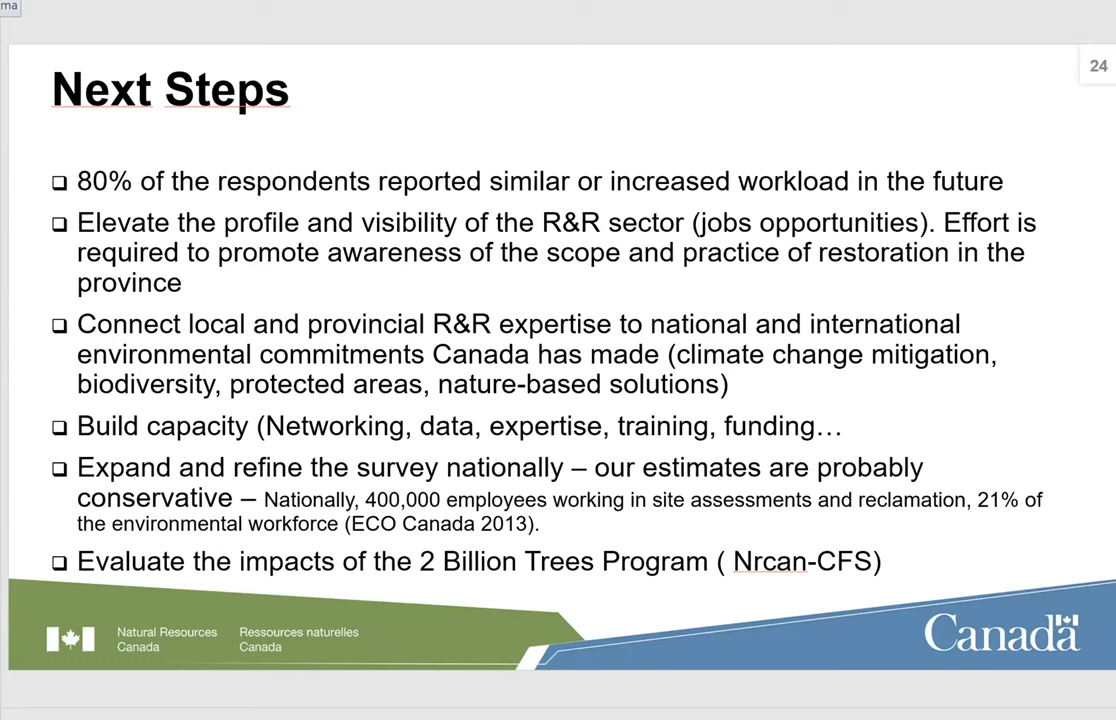 ma
24
Next Steps
❑ 80% of the respondents reported similar or increased workload in the future
❑ Elevate the profile and visibility of the R&R sector (jobs opportunities). Effort is
required to promote awareness of the scope and practice of restoration in the
province
❑ Connect local and provincial R&R expertise to national and international
environmental commitments Canada has made (climate change mitigation,
biodiversity, protected areas, nature-based solutions)
❑ Build capacity (Networking, data, expertise, training, funding…
❑ Expand and refine the survey nationally – our estimates are probably
conservative – Nationally, 400,000 employees working in site assessments and reclamation, 21% of
the environmental workforce (ECO Canada 2013).
❑ Evaluate the impacts of the 2 Billion Trees Program ( Nrcan-CFS)
Natural Resources
Canada
Ressources naturelles
Canada
Canada